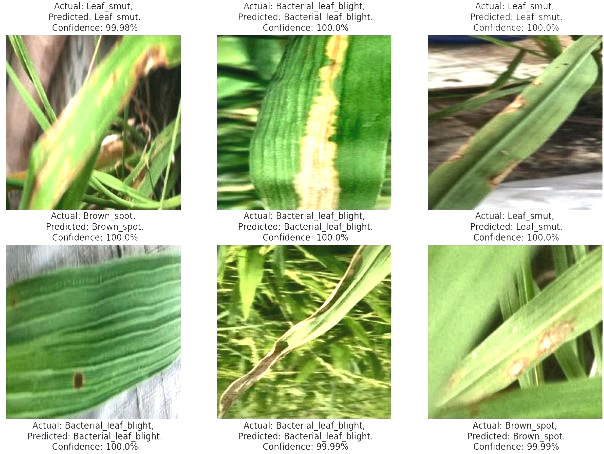 Actual: Leaf_smut,
Predicted: Leaf_smut.
Confidence: 99.98%
Actual: Bacterial_leaf_blight,
Predicted: Bacterial_leaf_blight.
Confidence: 100.0%
Actual: Leaf_smut,
Predicted: Leaf_smut.
Confidence: 100.0%
Actual: Brown_spot,
Predicted: Brown_spot.
Confidence: 100.0%
Actual: Bacterial_leaf_blight,
Predicted: Bacterial_leaf_blight.
Confidence: 100.0%
Actual: Leaf_smut,
Predicted: Leaf_smut.
Confidence: 100.0%
Actual: Bacterial_leaf_blight,
Predicted: Bacterial_leaf_blight.
Confidence: 100.0%
Actual: Bacterial_leaf_blight,
Predicted: Bacterial_leaf_blight.
Confidence: 99.99%
Actual: Brown_spot,
Predicted: Brown_spot.
Confidence: 99.99%